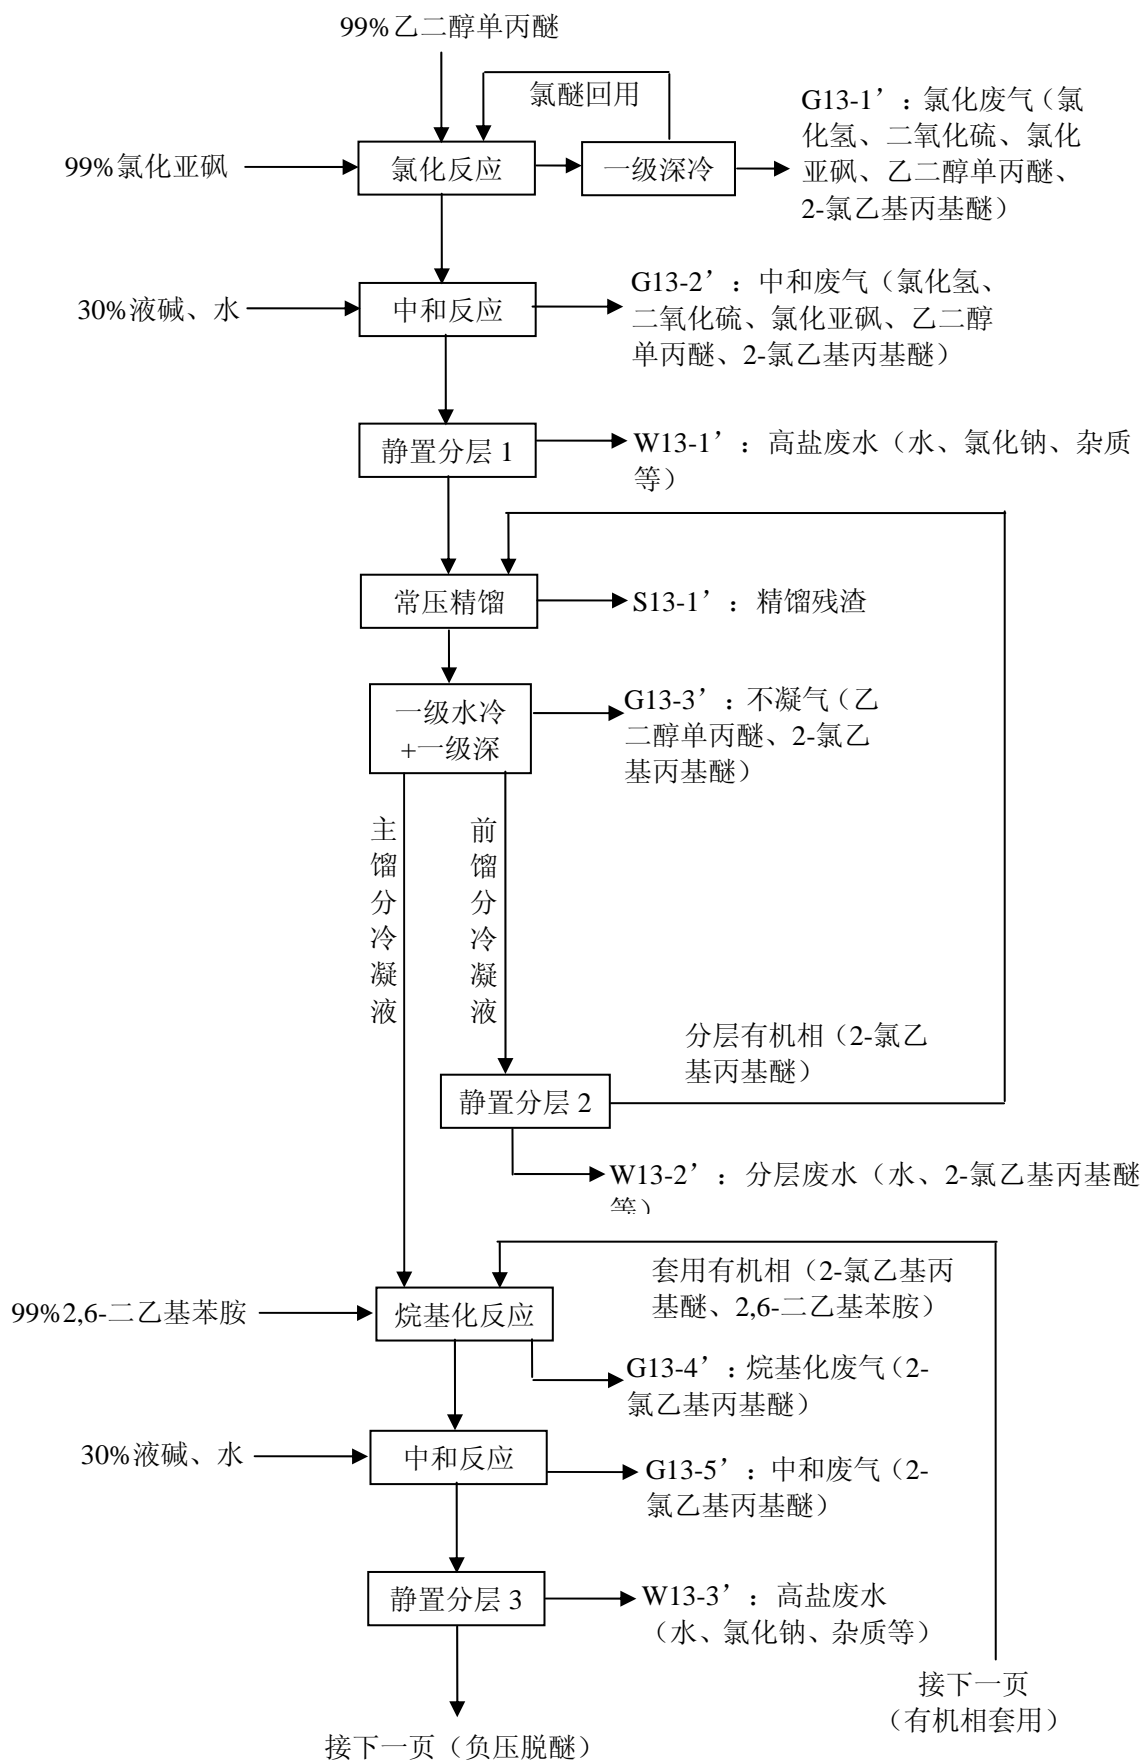 99%乙二醇单丙醚
氯醚回用
99%氯化亚砜
氯化反应
一级深冷
G13-1’：氯化废气（氯
化氢、二氧化硫、氯化
亚砜、乙二醇单丙醚、
2-氯乙基丙基醚）
30%液碱、水
中和反应
G13-2’：中和废气（氯化氢、
二氧化硫、氯化亚砜、乙二醇
单丙醚、2-氯乙基丙基醚）
静置分层 1
W13-1’：高盐废水（水、氯化钠、杂质
等）
常压精馏
S13-1’：精馏残渣
一级水冷
+一级深
G13-3’：不凝气（乙
二醇单丙醚、2-氯乙
基丙基醚）
主馏分冷凝液
前馏分冷凝液
分层有机相（2-氯乙
基丙基醚）
静置分层 2
W13-2’：分层废水（水、2-氯乙基丙基醚
等）
套用有机相（2-氯乙基丙
基醚、2,6-二乙基苯胺）
99%2,6-二乙基苯胺
烷基化反应
G13-4’：烷基化废气（2-
氯乙基丙基醚）
30%液碱、水
中和反应
G13-5’：中和废气（2-
氯乙基丙基醚）
静置分层 3
W13-3’：高盐废水
（水、氯化钠、杂质等）
接下一页
（有机相套用）
接下一页（负压脱醚）